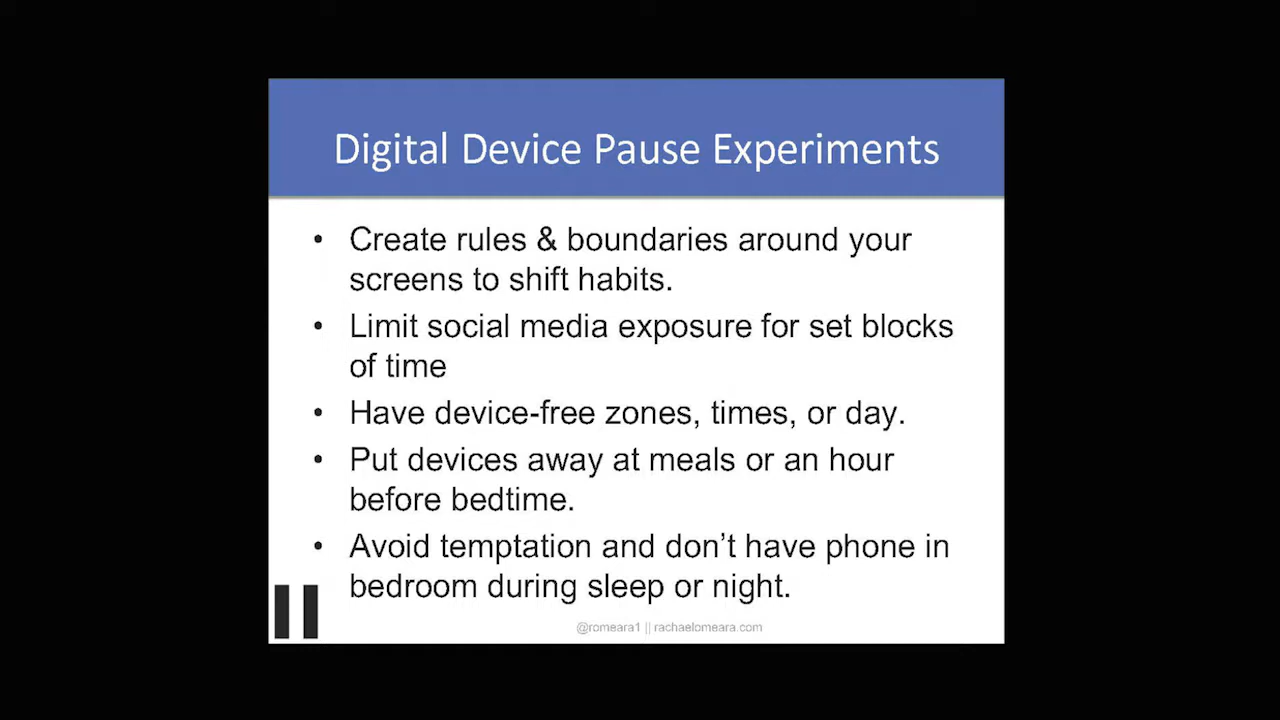 Digital Device Pause Experiments
• Create rules & boundaries around your
screens to shift habits.
• Limit social media exposure for set blocks
of time
• Have device-free zones, times, or day.
• Put devices away at meals or an hour
before bedtime.
• Avoid temptation and don’t have phone in
bedroom during sleep or night.
@romeara1 || rachaelomeara.com